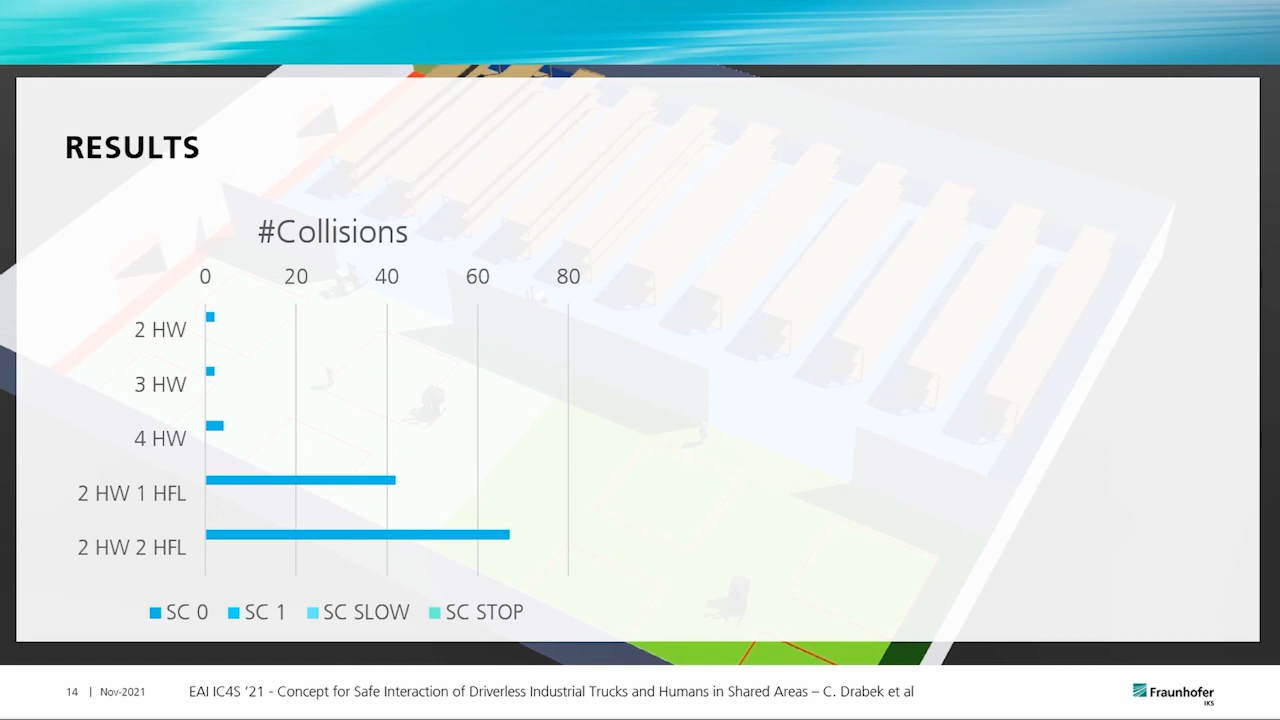 RESULTS
#Collisions
0 20 40 60 80
2 HW
3 HW
4 HW
2 HW 1 HFL
2 HW 2 HFL
SC 0 SC 1 SC SLOW SC STOP
14 | Nov-2021 EAI IC4S ‘21 - Concept for Safe Interaction of Driverless Industrial Trucks and Humans in Shared Areas – C. Drabek et al
Fraunhofer
IKS